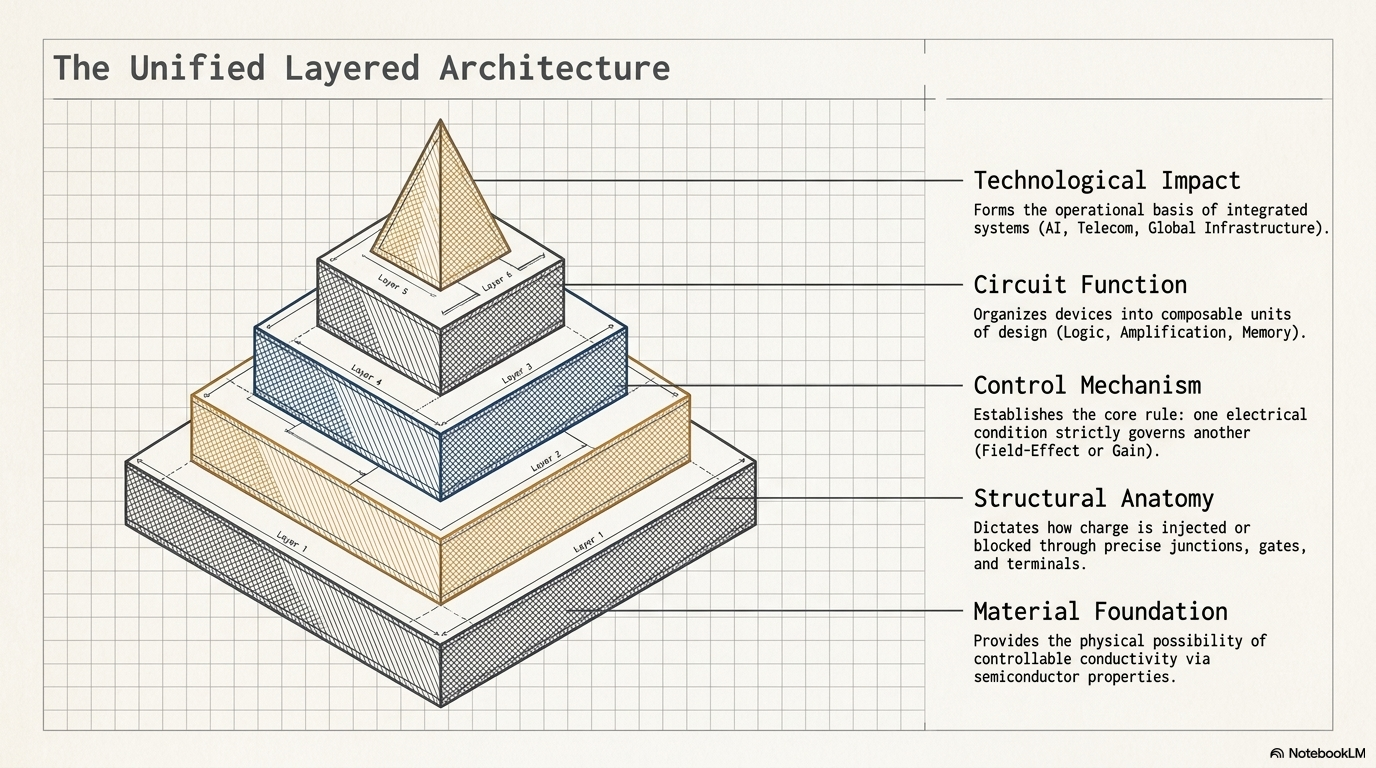 The Unified Layered Architecture
Technological Impact
Forms the operational basis of integrated
systems (AI, Telecom, Global Infrastructure).
Circuit Function
Organizes devices into composable units
of design (Logic, Amplification, Memory).
Control Mechanism
Establishes the core rule: one electrical
condition strictly governs another
(Field-Effect or Gain).
Structural Anatomy
Dictates how charge is injected or
blocked through precise junctions, gates,
and terminals.
Material Foundation
Provides the physical possibility of
controllable conductivity via
semiconductor properties.
Layer 5
Layer 6
Layer 4
Layer 3
Layer 2
Layer 1
Layer 1
NotebookLM